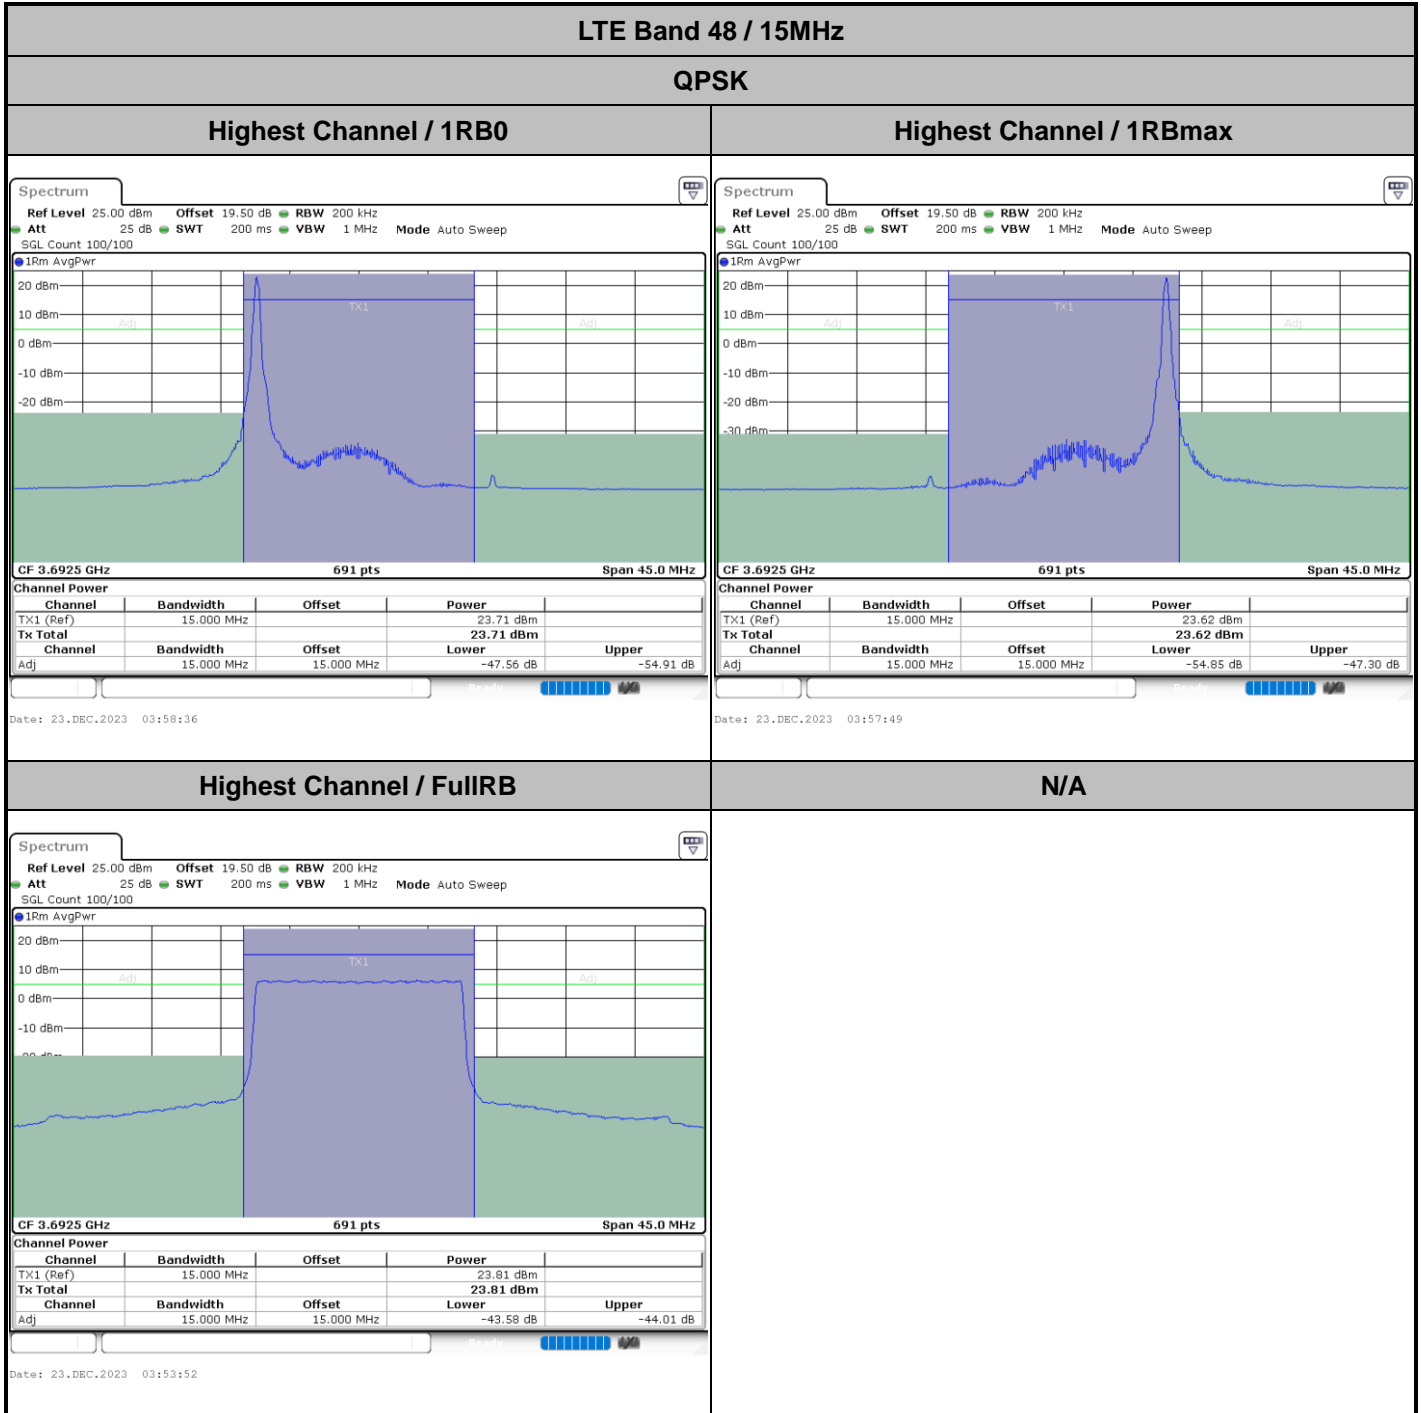 LTE Band 48 / 15MHz
QPSK
Highest Channel / 1RB0
Highest Channel / 1RBmax
Spectrum
Ref Level 25.00 dBm Offset 19.50 dB RBW 200 kHz
Att 25 dB SWT 200 ms VBW 1 MHz Mode Auto Sweep
SGL Count 100/100
1Rm AvgPwr
20 dBm
10 dBm
0 dBm
-10 dBm
-20 dBm
Adj
TX1
Adj
CF 3.6925 GHz 691 pts Span 45.0 MHz
Channel Power
Channel Bandwidth Offset Power
TX1 (Ref) 15.000 MHz 23.71 dBm
Tx Total 23.71 dBm
Channel Bandwidth Offset Lower Upper
Adj 15.000 MHz 15.000 MHz -47.56 dB -54.91 dB
Ready
Date: 23.DEC.2023 03:58:36
Spectrum
Ref Level 25.00 dBm Offset 19.50 dB RBW 200 kHz
Att 25 dB SWT 200 ms VBW 1 MHz Mode Auto Sweep
SGL Count 100/100
1Rm AvgPwr
20 dBm
10 dBm
0 dBm
-10 dBm
-20 dBm
-30 dBm
Adj
TX1
Adj
CF 3.6925 GHz 691 pts Span 45.0 MHz
Channel Power
Channel Bandwidth Offset Power
TX1 (Ref) 15.000 MHz 23.62 dBm
Tx Total 23.62 dBm
Channel Bandwidth Offset Lower Upper
Adj 15.000 MHz 15.000 MHz -54.85 dB -47.30 dB
Ready
Date: 23.DEC.2023 03:57:49
Highest Channel / FullRB
N/A
Spectrum
Ref Level 25.00 dBm Offset 19.50 dB RBW 200 kHz
Att 25 dB SWT 200 ms VBW 1 MHz Mode Auto Sweep
SGL Count 100/100
1Rm AvgPwr
20 dBm
10 dBm
0 dBm
-10 dBm
Adj
TX1
Adj
CF 3.6925 GHz 691 pts Span 45.0 MHz
Channel Power
Channel Bandwidth Offset Power
TX1 (Ref) 15.000 MHz 23.81 dBm
Tx Total 23.81 dBm
Channel Bandwidth Offset Lower Upper
Adj 15.000 MHz 15.000 MHz -43.58 dB -44.01 dB
Ready
Date: 23.DEC.2023 03:53:52